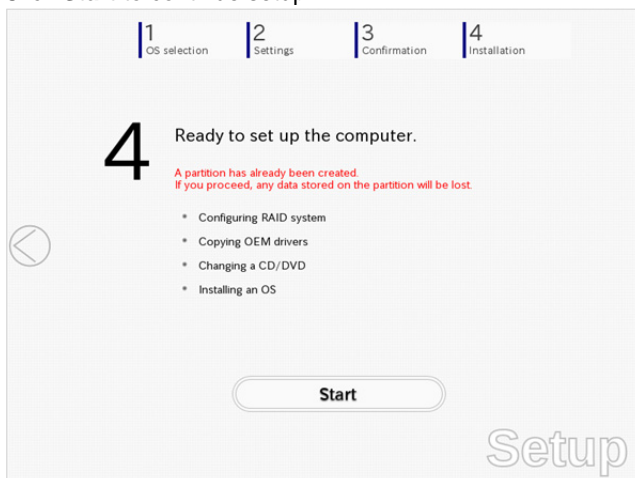 1
OS selection
2
Settings
3
Confirmation
4
Installation
4
Ready to set up the computer.
A partition has already been created.
If you proceed, any data stored on the partition will be lost.
• Configuring RAID system
• Copying OEM drivers
• Changing a CD/DVD
• Installing an OS
Start
Setup